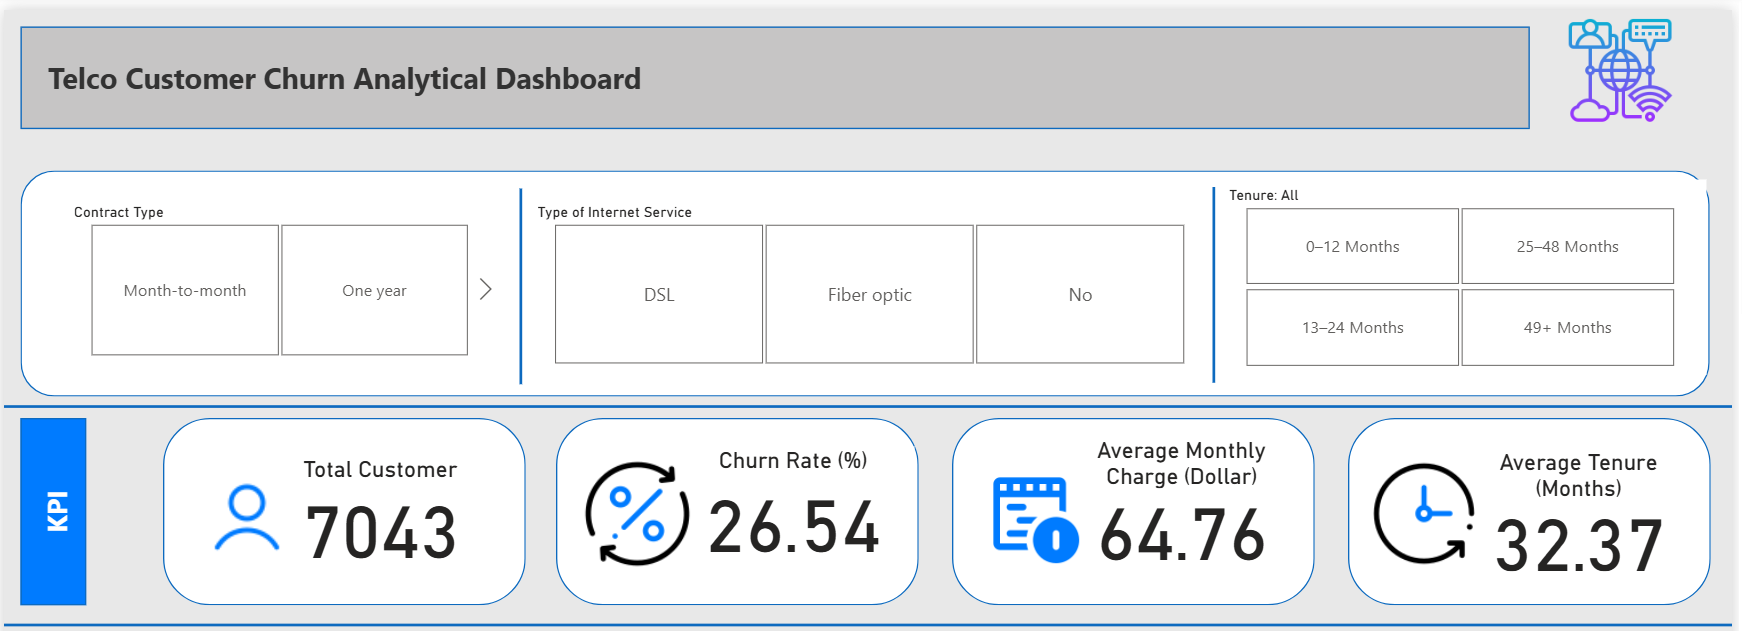 Telco Customer Churn Analytical Dashboard
Contract Type
Month-to-month
One year
Type of Internet Service
DSL
Fiber optic
No
Tenure: All
0–12 Months
25–48 Months
13–24 Months
49+ Months
KPI
Total Customer
7043
Churn Rate (%)
26.54
Average Monthly
Charge (Dollar)
64.76
Average Tenure
(Months)
32.37